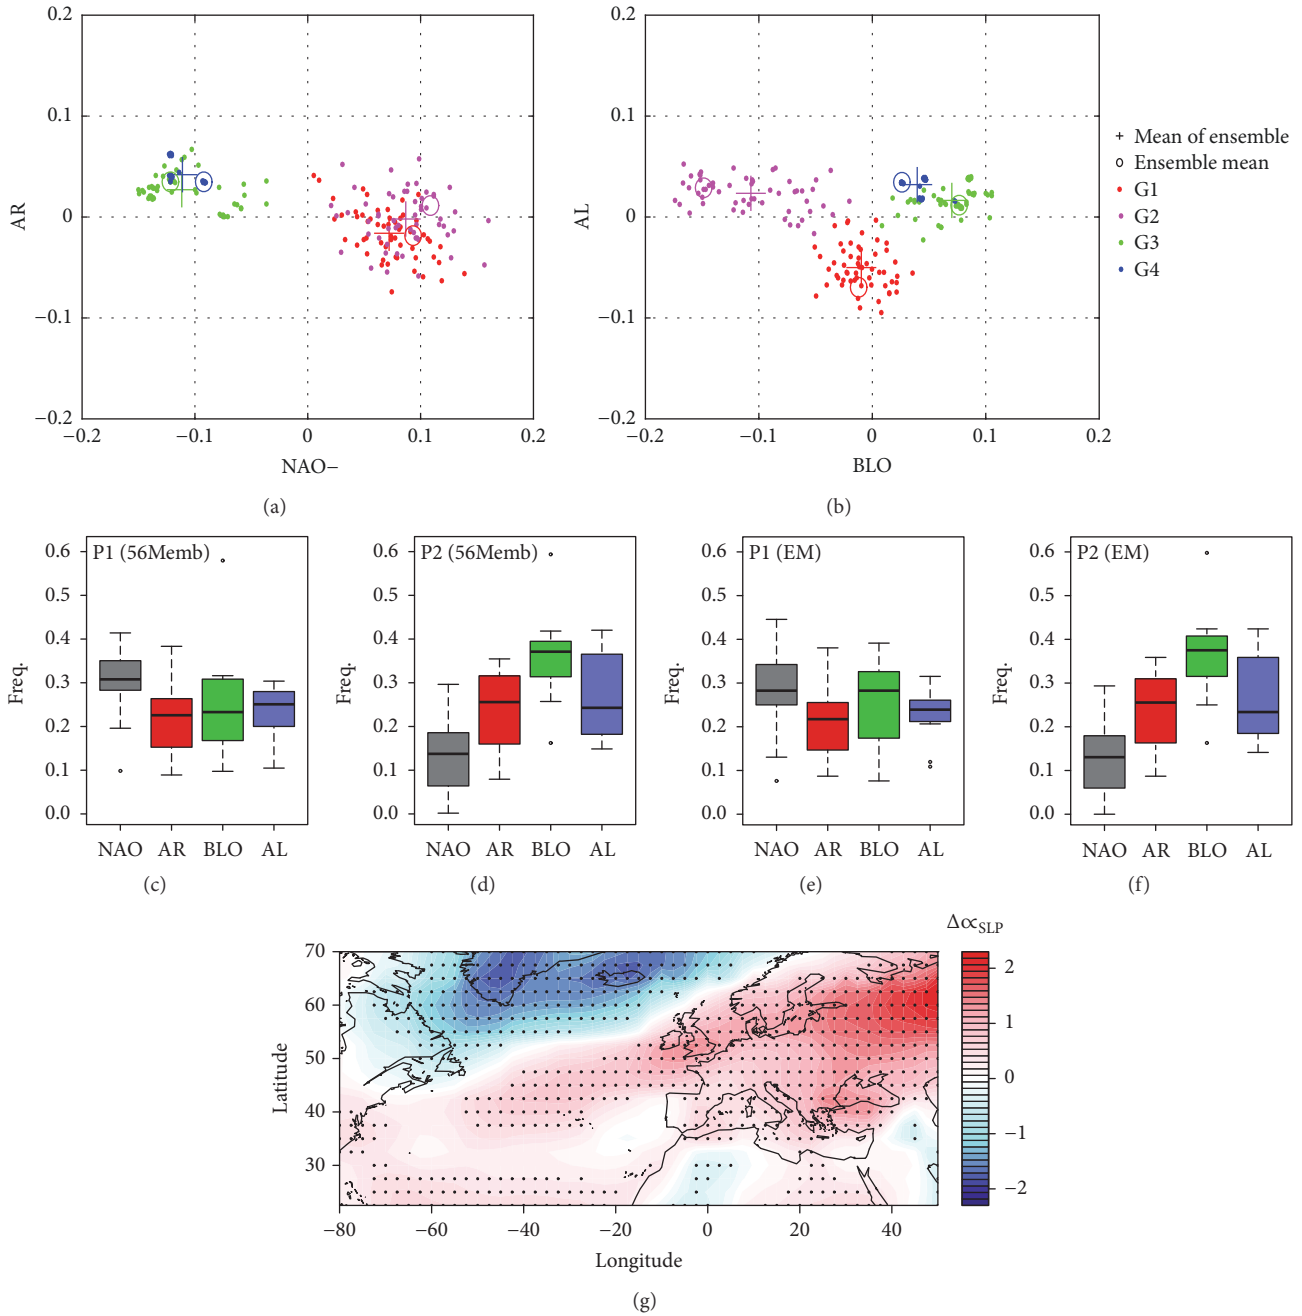 0.2
0.1
0
−0.1
−0.2
AR
−0.2
−0.1
0
0.1
0.2
NAO−
(a)
0.2
0.1
0
−0.1
−0.2
AL
−0.2
−0.1
0
0.1
0.2
BLO
(b)
Mean of ensemble
Ensemble mean
G1
G2
G3
G4
P1 (56Memb)
0.6
0.5
0.4
0.3
0.2
0.1
0.0
Freq.
NAO AR BLO AL
(c)
P2 (56Memb)
0.6
0.5
0.4
0.3
0.2
0.1
0.0
Freq.
NAO AR BLO AL
(d)
P1 (EM)
0.6
0.5
0.4
0.3
0.2
0.1
0.0
Freq.
NAO AR BLO AL
(e)
P2 (EM)
0.6
0.5
0.4
0.3
0.2
0.1
0.0
Freq.
NAO AR BLO AL
(f)
Δ∝SLP
70
60
50
40
30
Latitude
−80 −60 −40 −20 0 20 40
Longitude
2
1
0
−1
−2
(g)